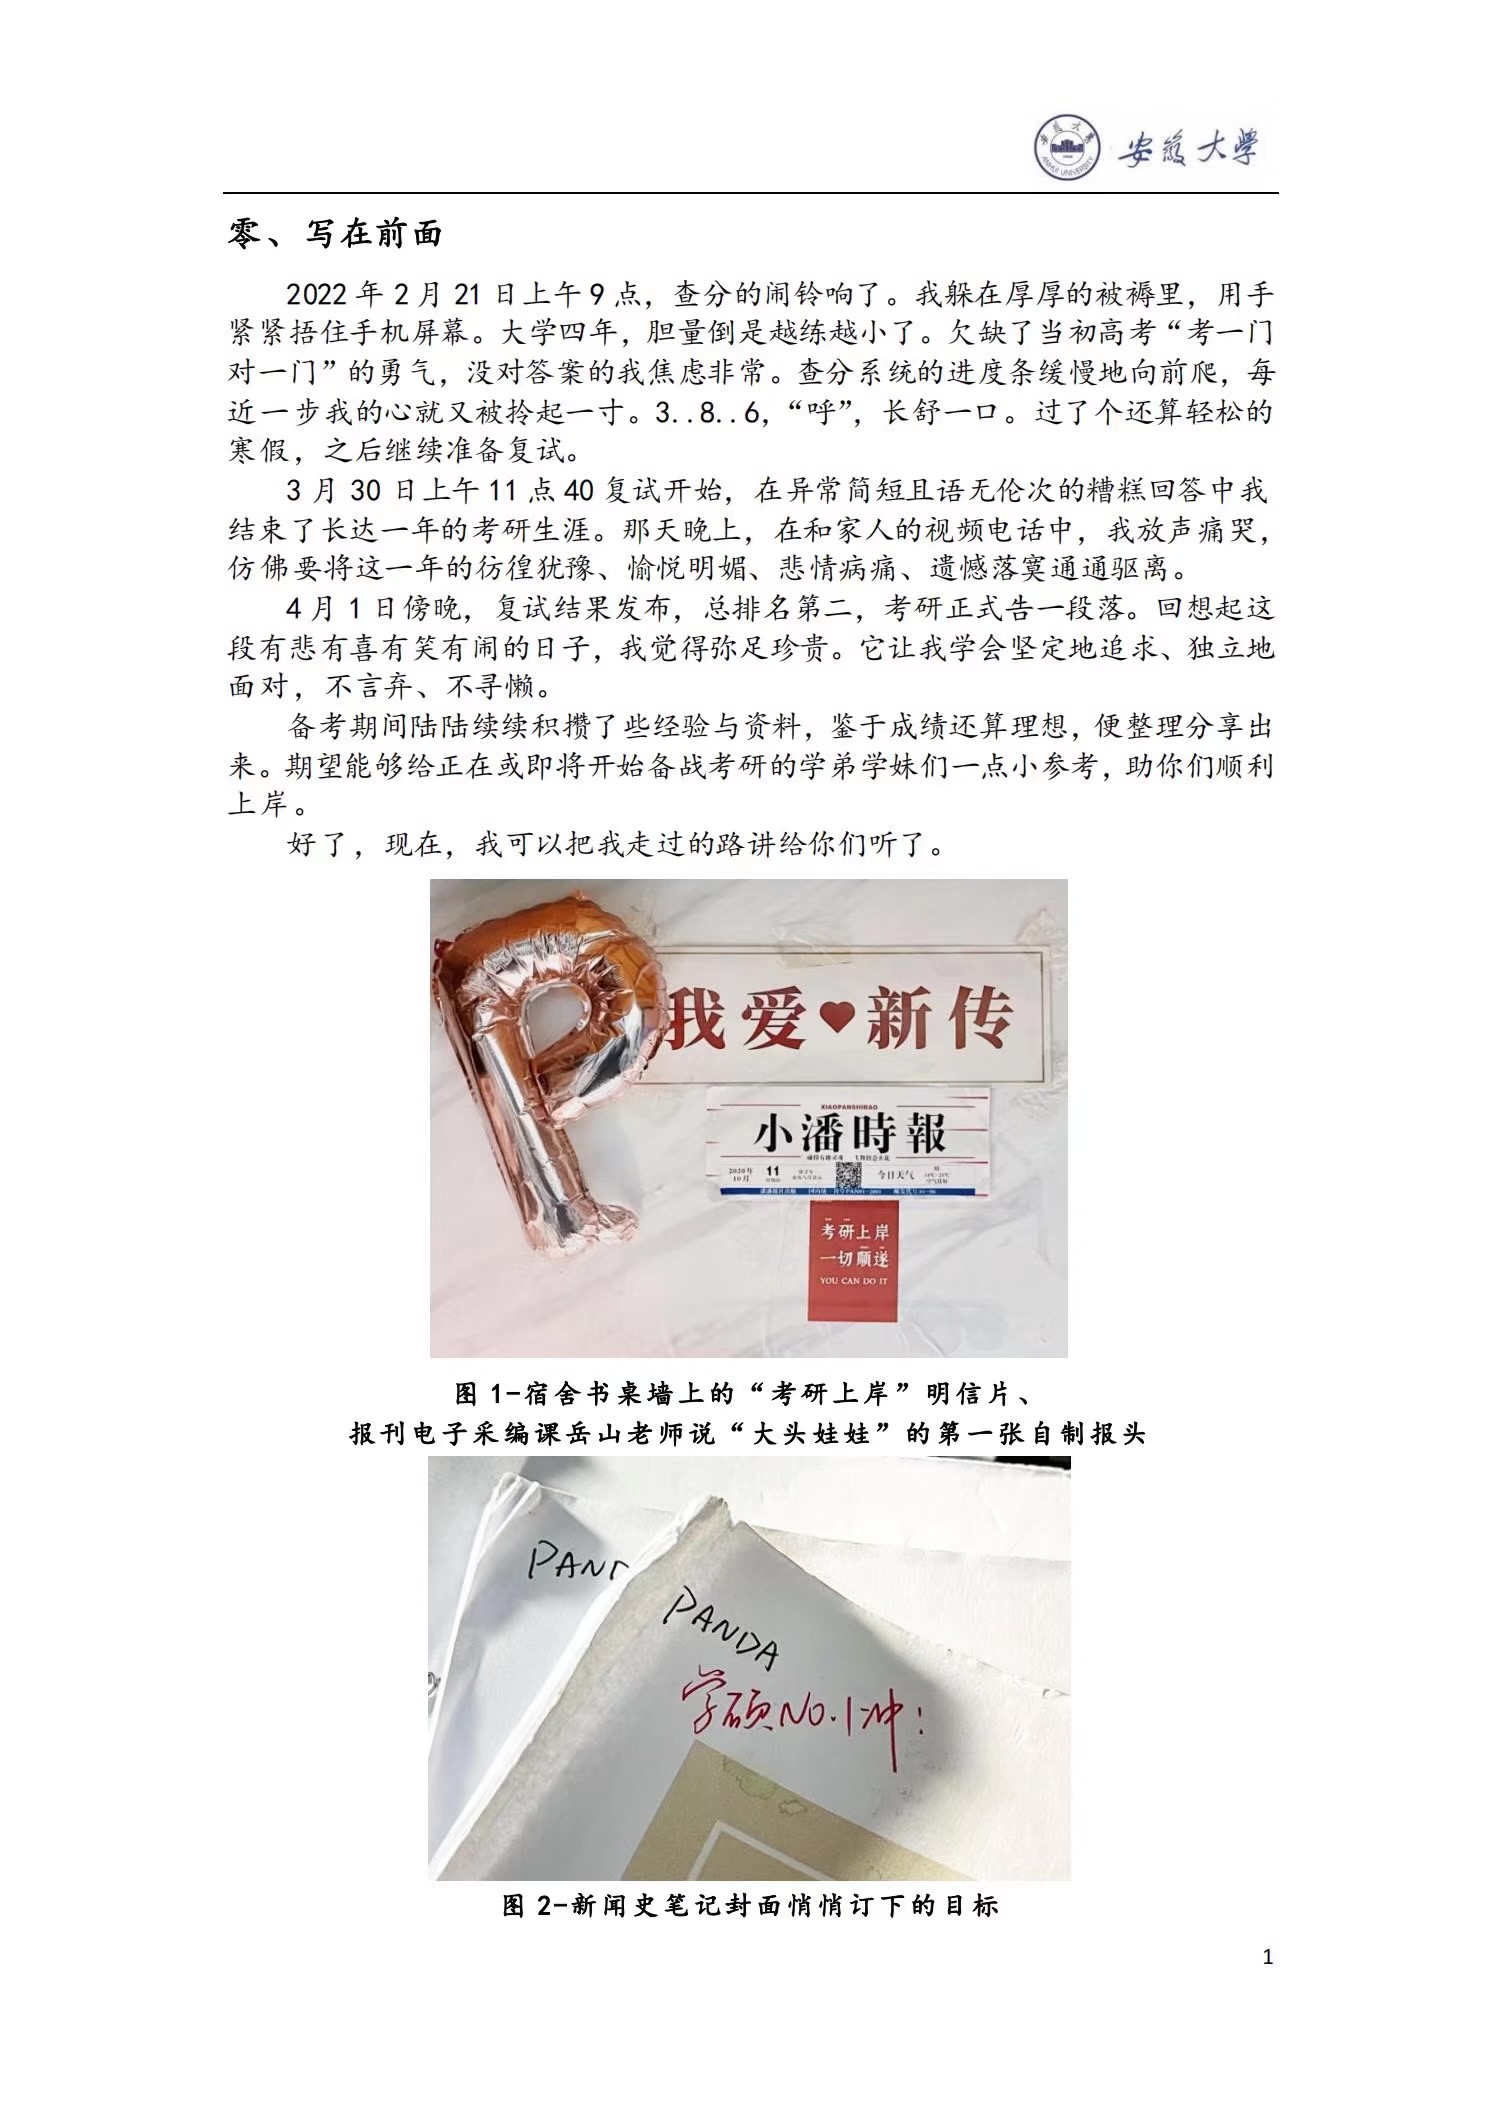 安徽大学
ANHUI UNIVERSITY
安徽大學
零、写在前面
2022 年 2 月 21 日上午 9 点，查分的闹铃响了。我躲在厚厚的被褥里，用手
紧紧捂住手机屏幕。大学四年，胆量倒是越练越小了。欠缺了当初高考“考一门
对一门”的勇气，没对答案的我焦虑非常。查分系统的进度条缓慢地向前爬，每
近一步我的心就又被拎起一寸。3..8..6，“呼”，长舒一口。过了个还算轻松的
寒假，之后继续准备复试。
3 月 30 日上午 11 点 40 复试开始，在异常简短且语无伦次的糟糕回答中我
结束了长达一年的考研生涯。那天晚上，在和家人的视频电话中，我放声痛哭，
仿佛要将这一年的彷徨犹豫、愉悦明媚、悲情病痛、遗憾落寞通通驱离。
4 月 1 日傍晚，复试结果发布，总排名第二，考研正式告一段落。回想起这
段有悲有喜有笑有闹的日子，我觉得弥足珍贵。它让我学会坚定地追求、独立地
面对，不言弃、不寻懒。
备考期间陆陆续续积攒了些经验与资料，鉴于成绩还算理想，便整理分享出
来。期望能够给正在或即将开始备战考研的学弟学妹们一点小参考，助你们顺利
上岸。
好了，现在，我可以把我走过的路讲给你们听了。
P
我爱❤新传
XIAOPANSHIBAO
小潘時報
2020年
10月
11
今日天气
考研上岸
一切顺遂
YOU CAN DO IT
图 1-宿舍书桌墙上的“考研上岸”明信片、
报刊电子采编课岳山老师说“大头娃娃”的第一张自制报头
PANDA
学硕No.1冲!
图 2-新闻史笔记封面悄悄订下的目标
1